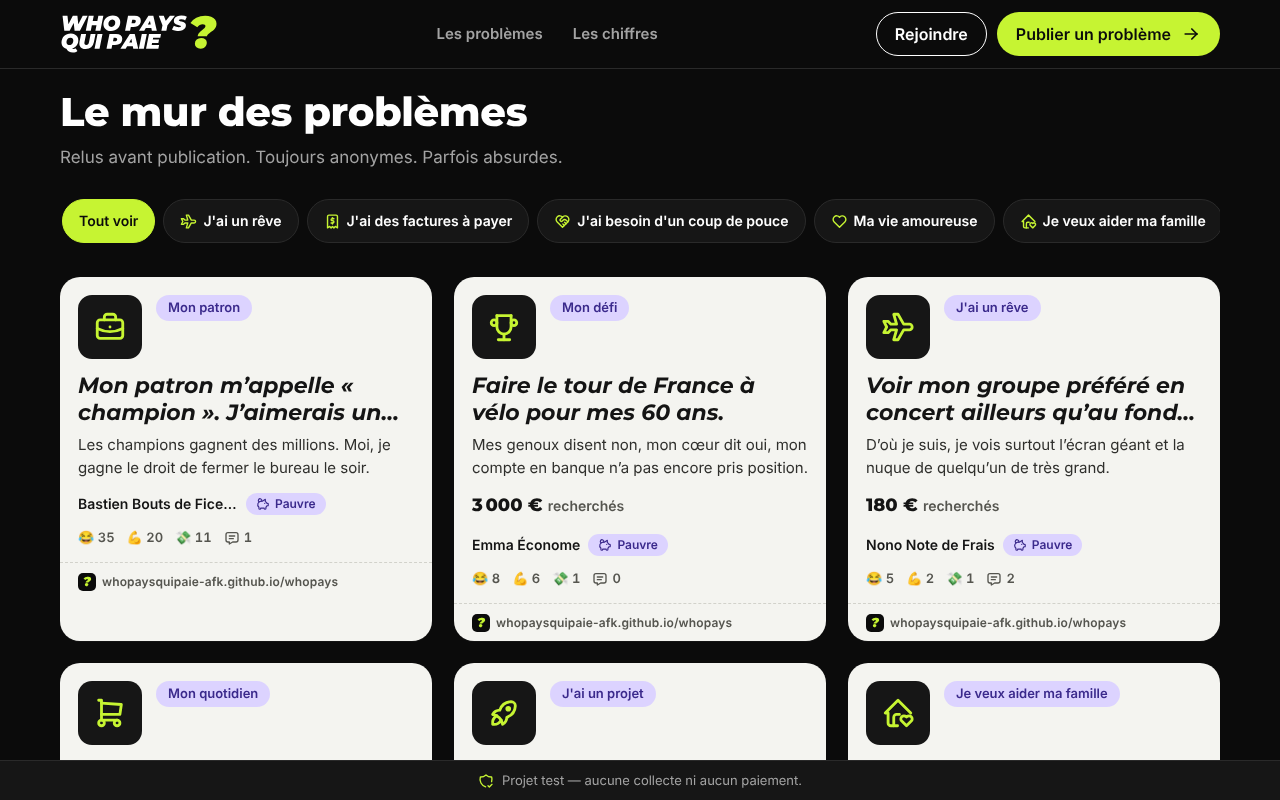 WHO PAYS
QUI PAIE ?
Les problèmes
Les chiffres
Rejoindre
Publier un problème →
Le mur des problèmes
Relus avant publication. Toujours anonymes. Parfois absurdes.
Tout voir
J'ai un rêve
J'ai des factures à payer
J'ai besoin d'un coup de pouce
Ma vie amoureuse
Je veux aider ma famille
Mon patron
Mon patron m’appelle «
champion ». J’aimerais un...
Les champions gagnent des millions. Moi, je
gagne le droit de fermer le bureau le soir.
Bastien Bouts de Fice... Pauvre
😂 35 💪 20 💸 11 1
? whopaysquipaie-afk.github.io/whopays
Mon défi
Faire le tour de France à
vélo pour mes 60 ans.
Mes genoux disent non, mon cœur dit oui, mon
compte en banque n’a pas encore pris position.
3 000 € recherchés
Emma Économe Pauvre
😂 8 💪 6 💸 1 0
? whopaysquipaie-afk.github.io/whopays
J'ai un rêve
Voir mon groupe préféré en
concert ailleurs qu’au fond...
D’où je suis, je vois surtout l’écran géant et la
nuque de quelqu’un de très grand.
180 € recherchés
Nono Note de Frais Pauvre
😂 5 💪 2 💸 1 2
? whopaysquipaie-afk.github.io/whopays
Mon quotidien
J'ai un projet
Je veux aider ma famille
Projet test — aucune collecte ni aucun paiement.